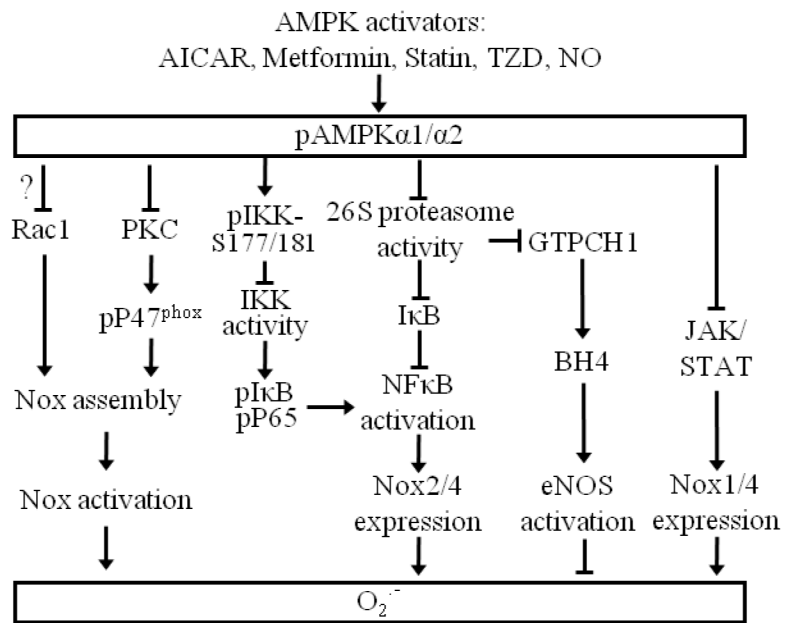 AMPK activators:
AICAR, Metformin, Statin, TZD, NO
pAMPKα1/α2
?
Rac1
PKC
pIKK-
S177/181
26S proteasome
activity
GTPCH1
pP47phox
IKK
activity
IκB
JAK/
STAT
BH4
Nox assembly
pIκB
pP65
NFκB
activation
Nox activation
Nox2/4
expression
eNOS
activation
Nox1/4
expression
O₂·⁻